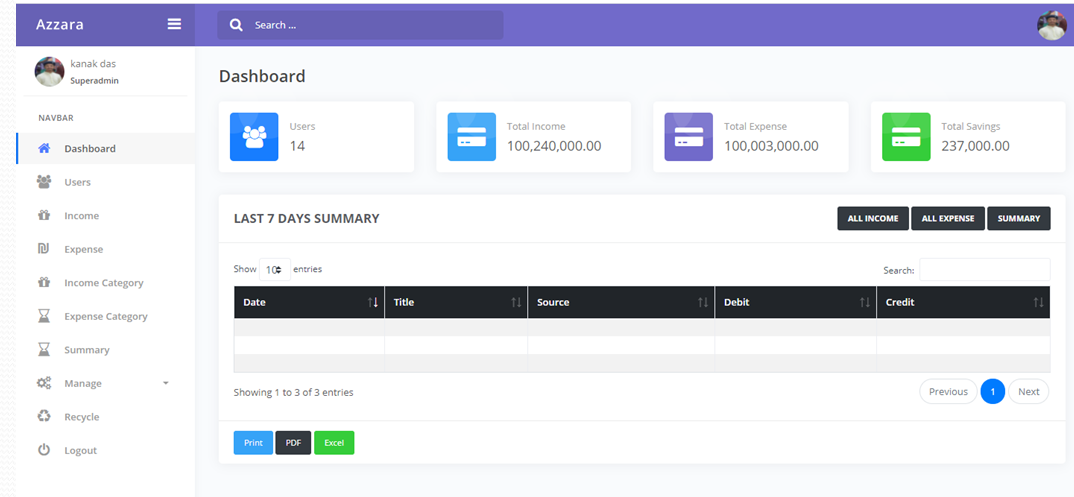 Azzara
Search ...
kanak das
Superadmin
NAVBAR
Dashboard
Users
Income
Expense
Income Category
Expense Category
Summary
Manage
Recycle
Logout
Dashboard
Users
14
Total Income
100,240,000.00
Total Expense
100,003,000.00
Total Savings
237,000.00
LAST 7 DAYS SUMMARY
ALL INCOME ALL EXPENSE SUMMARY
Show 10 entries
Search:
Date Title Source Debit Credit
Showing 1 to 3 of 3 entries
Previous 1 Next
Print PDF Excel